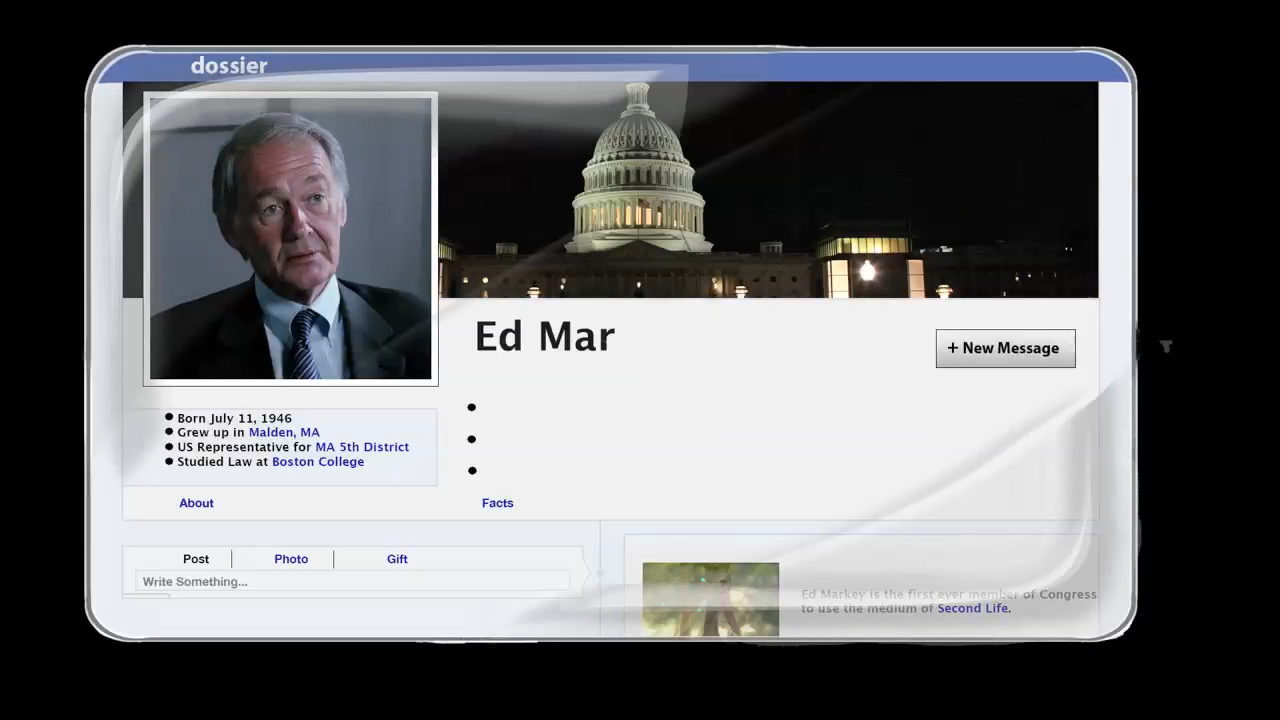 dossier
Ed Mar
+ New Message
Born July 11, 1946
Grew up in Malden, MA
US Representative for MA 5th District
Studied Law at Boston College
About
Facts
Post
Photo
Gift
Write Something...
Ed Markey is the first ever member of Congress
to use the medium of Second Life.